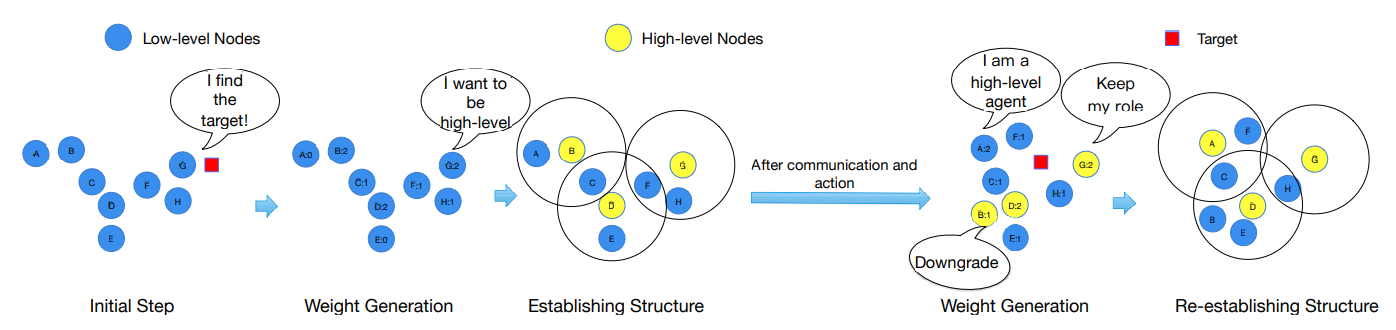 Low-level Nodes
High-level Nodes
Target
I find
the
target!
A
B
C
D
E
F
G
H
Initial Step
I want to
be
high-level
A:0
B:2
C:1
D:2
E:0
F:1
G:2
H:1
Weight Generation
A
B
C
D
E
F
G
H
Establishing Structure
After communication and
action
I am a
high-level
agent
Keep
my role
A:2
F:1
G:2
C:1
H:1
B:1
D:2
E:1
Downgrade
Weight Generation
A
F
G
C
H
B
D
E
Re-establishing Structure